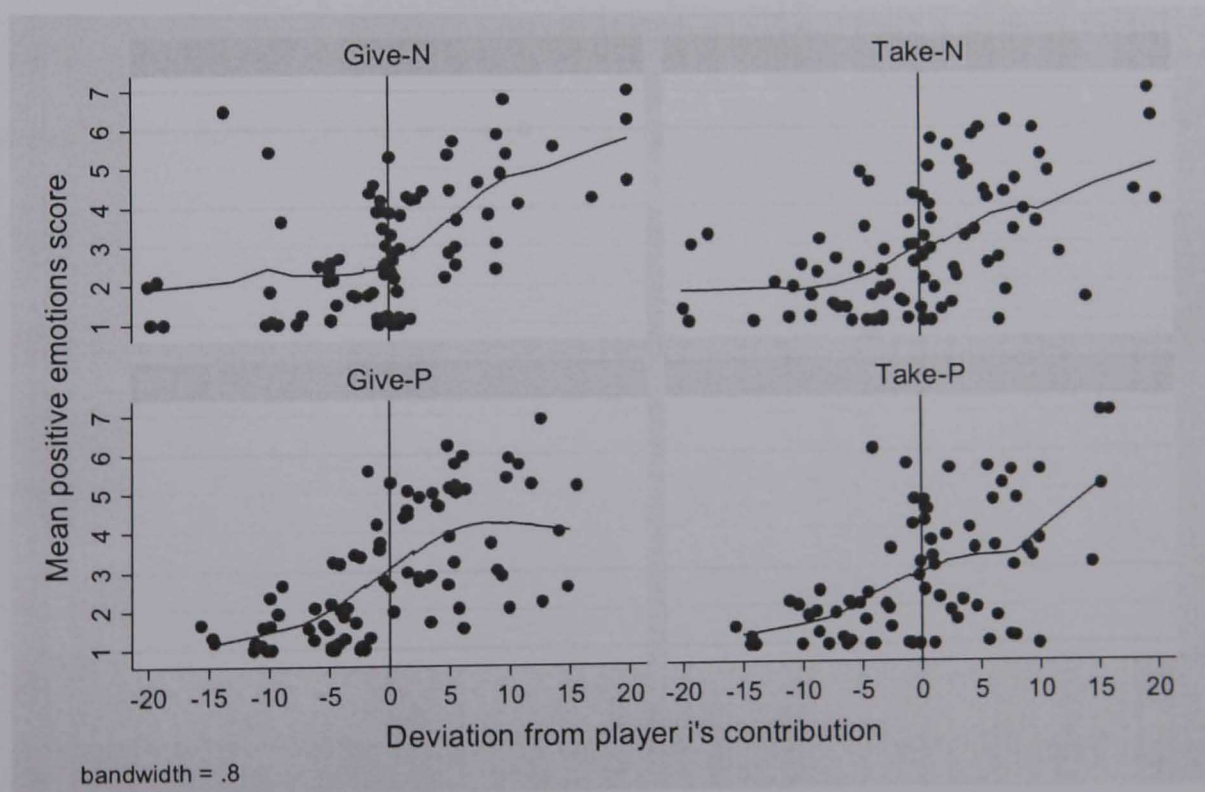 Give-N
Take-N
7
6
5
4
3
2
1
Give-P
Take-P
7
6
5
4
3
2
1
-20 -15 -10 -5 0 5 10 15 20
-20 -15 -10 -5 0 5 10 15 20
Mean positive emotions score
Deviation from player i's contribution
bandwidth = .8